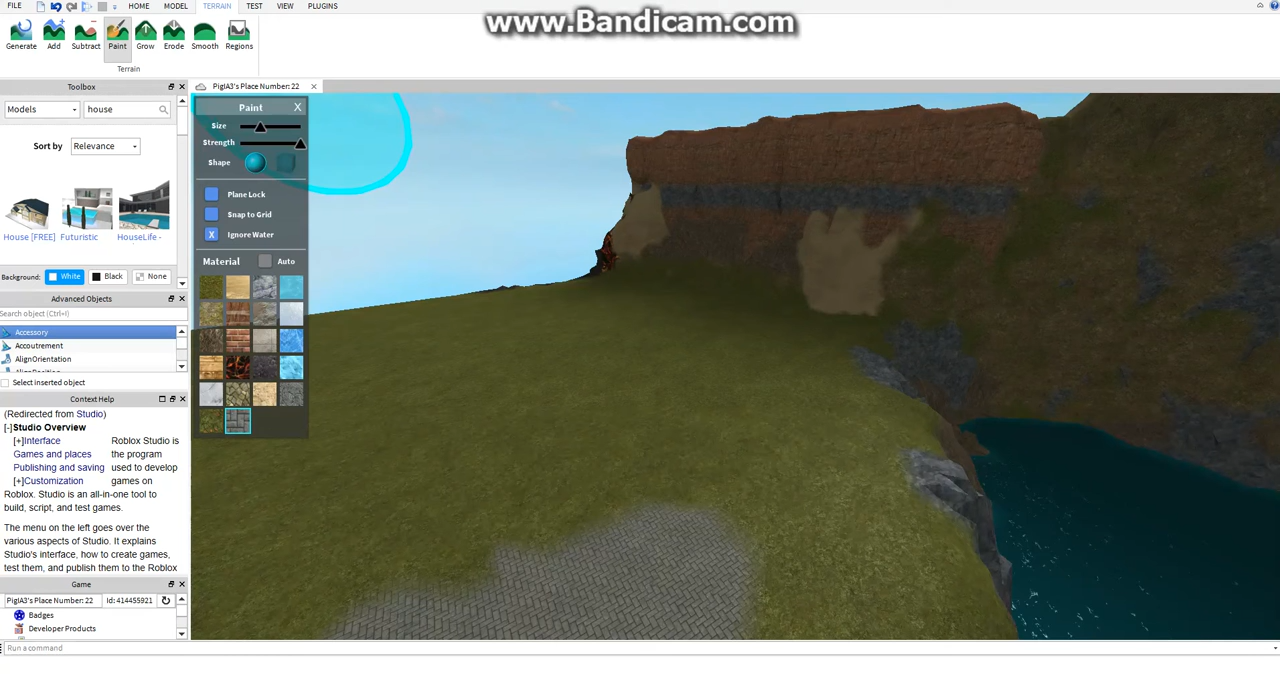 FILE HOME MODEL TERRAIN TEST VIEW PLUGINS
www.Bandicam.com
Generate Add Subtract Paint Grow Erode Smooth Regions
Terrain
Toolbox
PigIA3's Place Number: 22
Models house
Sort by Relevance
House [FREE] Futuristic HouseLife -
Background: White Black None
Advanced Objects
Search object (Ctrl+I)
Accessory
Accoutrement
AlignOrientation
AlignPosition
Select inserted object
Context Help
(Redirected from Studio)
[-]Studio Overview
[+]Interface
Games and places
Publishing and saving
[+]Customization
Roblox Studio is
the program
used to develop
games on
Roblox. Studio is an all-in-one tool to
build, script, and test games.
The menu on the left goes over the
various aspects of Studio. It explains
Studio's interface, how to create games,
test them, and publish them to the Roblox
Game
PigIA3's Place Number: 22 Id: 414455921
Badges
Developer Products
Run a command
Paint X
Size
Strength
Shape
Plane Lock
Snap to Grid
X Ignore Water
Material Auto